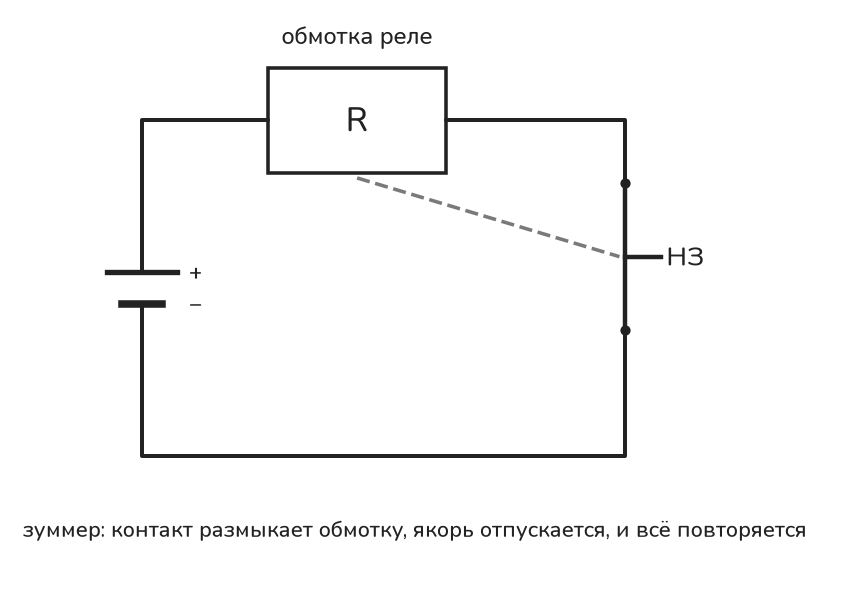 обмотка реле
R
+
НЗ
–
зуммер: контакт размыкает обмотку, якорь отпускается, и всё повторяется